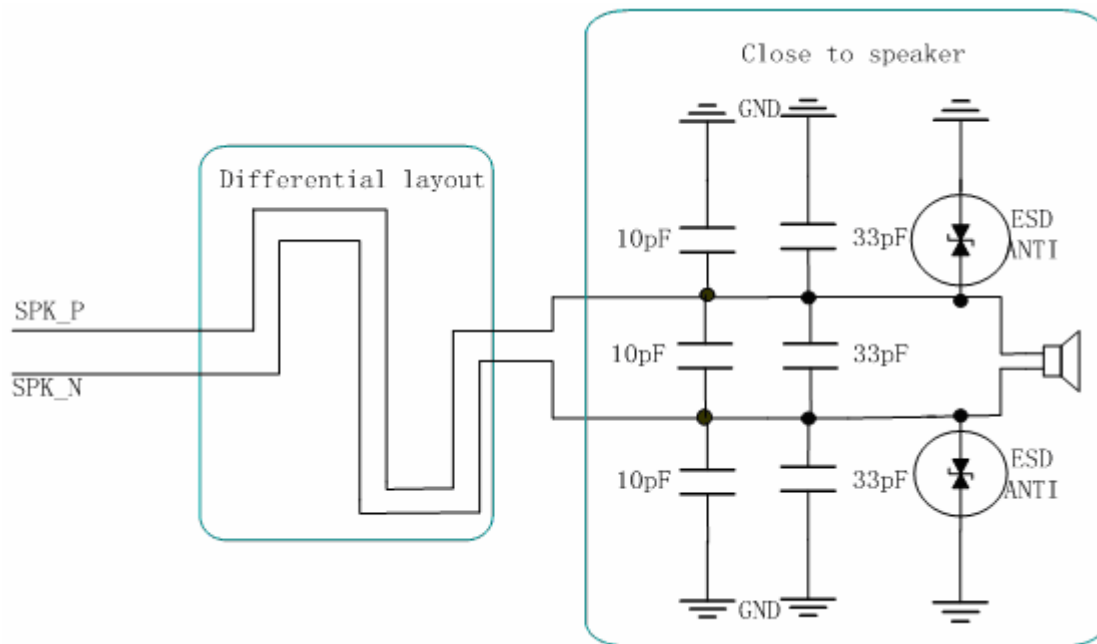 Close to speaker
GND
Differential layout
10pF
33pF
ESD
ANTI
SPK_P
10pF
33pF
SPK_N
10pF
33pF
ESD
ANTI
GND